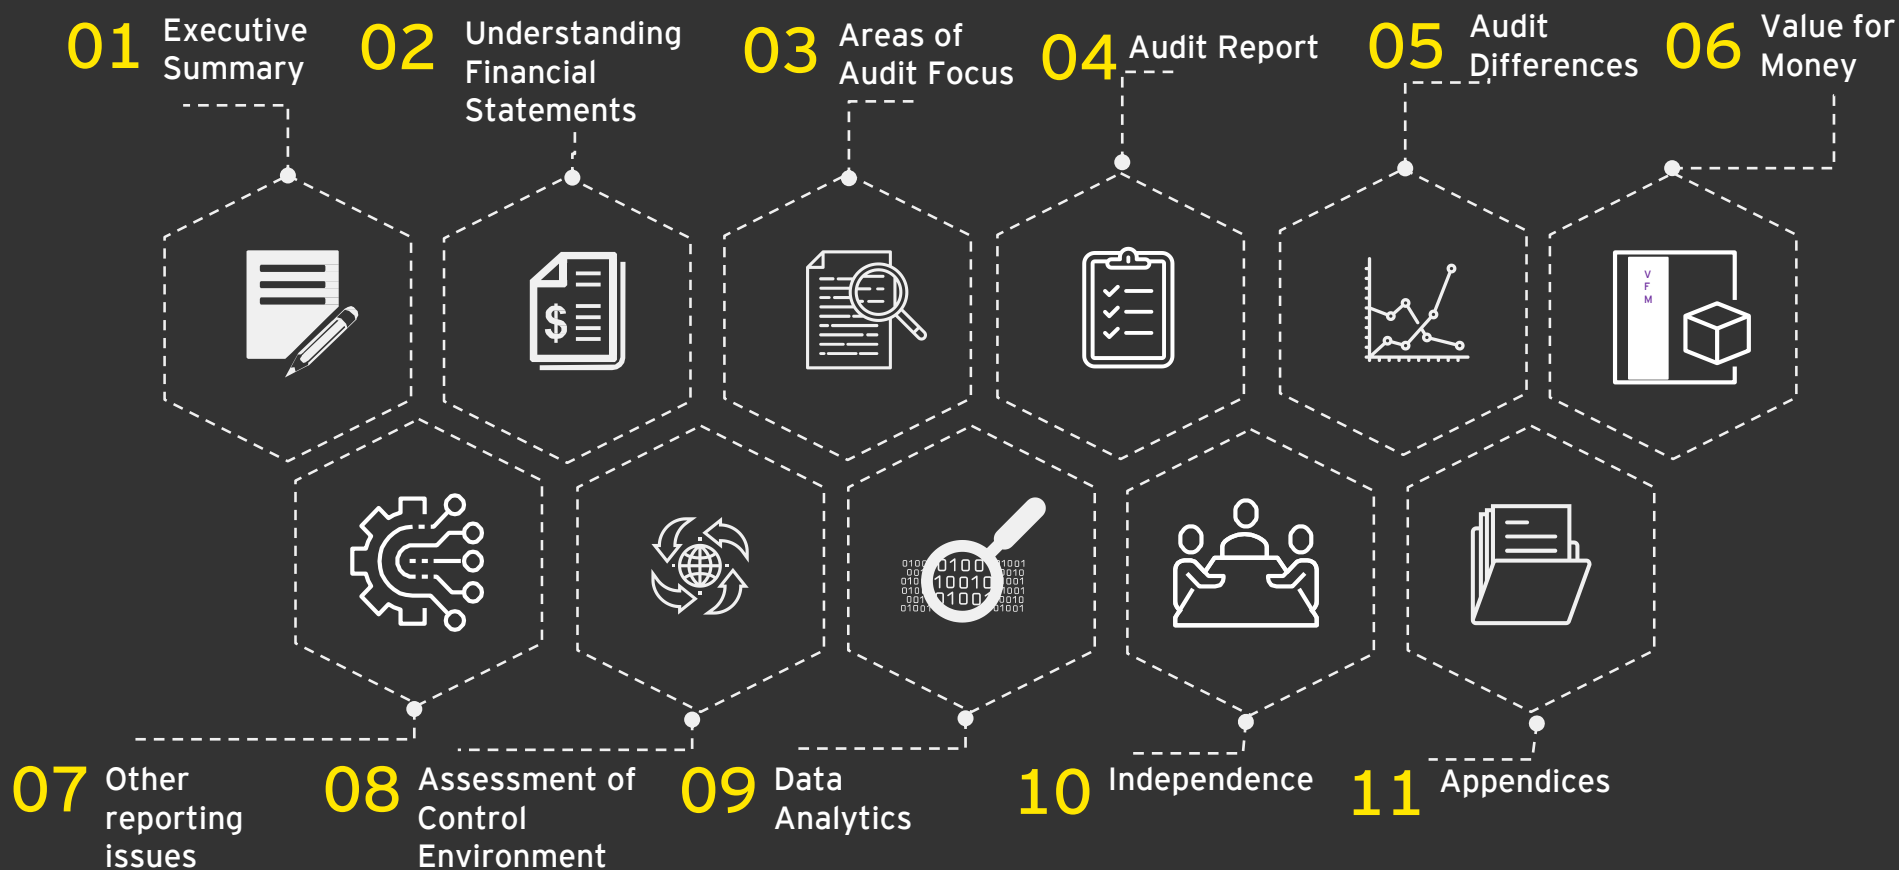 01 Executive
Summary
02 Understanding
Financial
Statements
03 Areas of
Audit Focus
04 Audit Report
05 Audit
Differences
06 Value for
Money
$
V
F
M
07 Other
reporting
issues
08 Assessment of
Control
Environment
09 Data
Analytics
10 Independence
11 Appendices